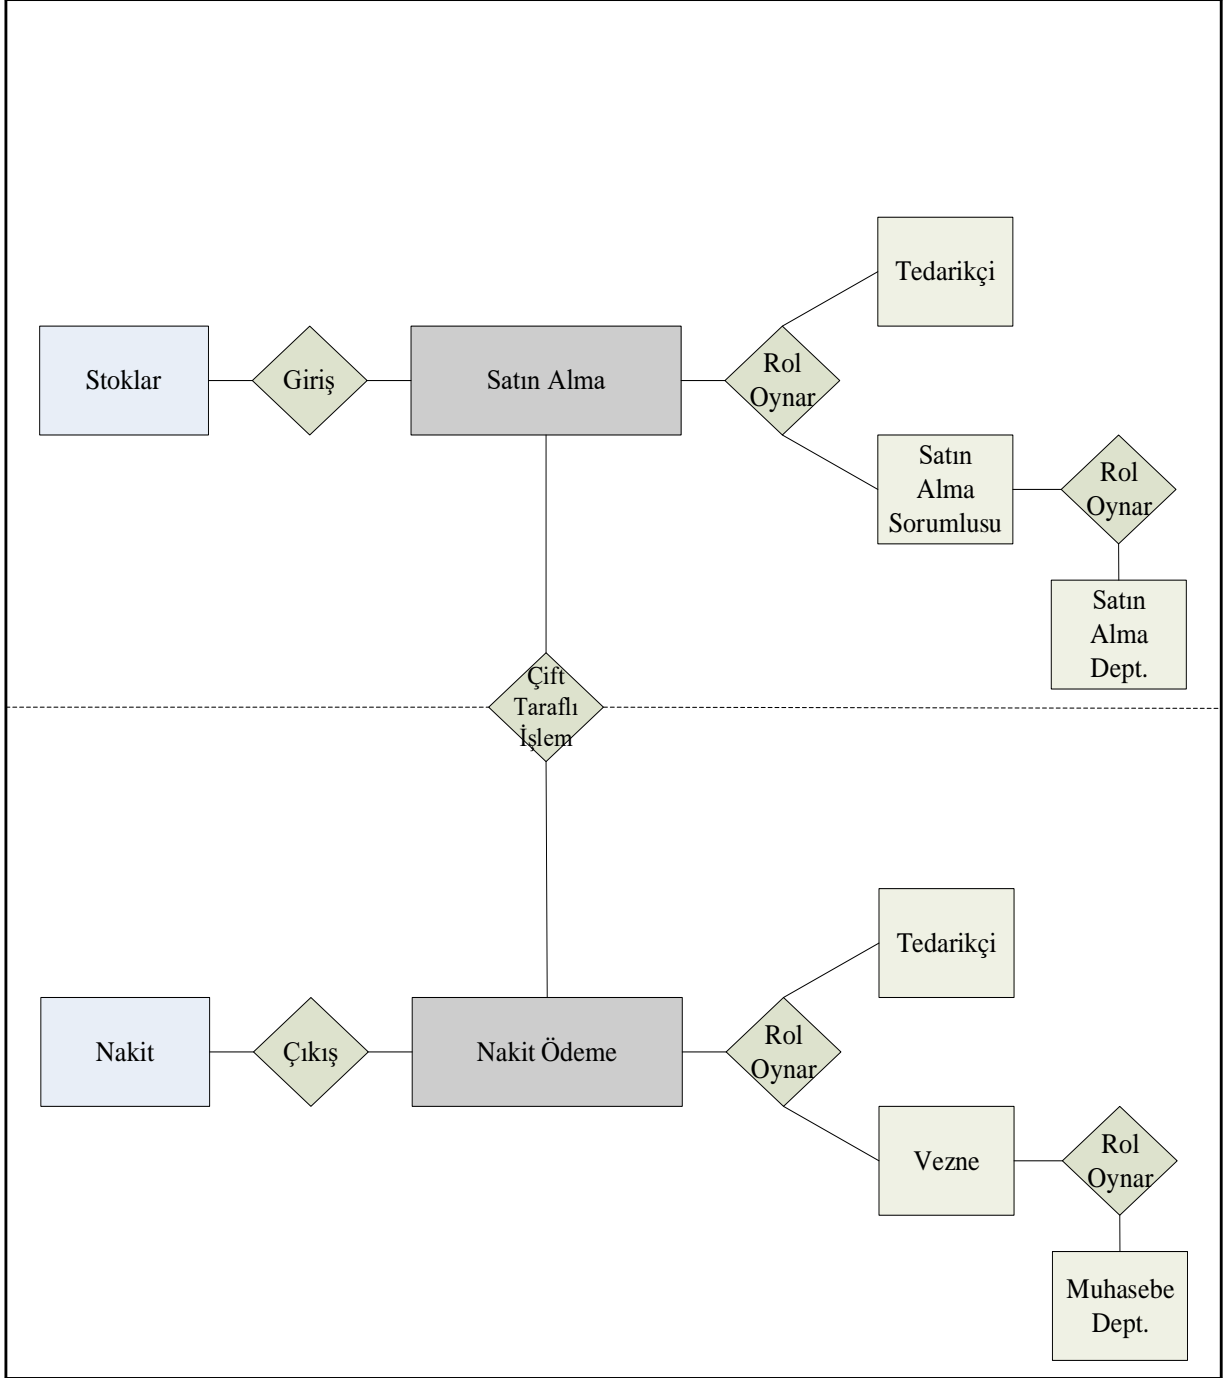 Tedarikçi
Stoklar
Giriş
Satın Alma
Rol
Oynar
Satın
Alma
Sorumlusu
Rol
Oynar
Satın
Alma
Dept.
Çift
Taraflı
İşlem
Tedarikçi
Nakit
Çıkış
Nakit Ödeme
Rol
Oynar
Vezne
Rol
Oynar
Muhasebe
Dept.